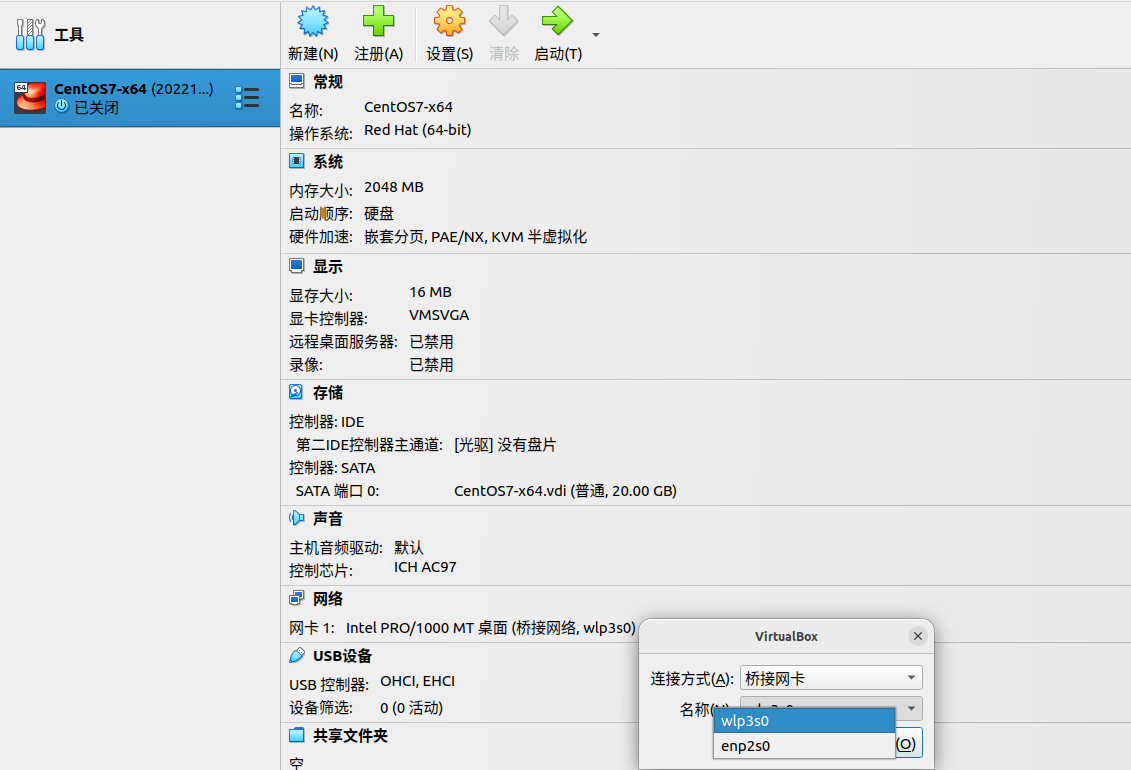 工具
新建(N) 注册(A) 设置(S) 清除 启动(T)
64
CentOS7-x64 (20221...)
已关闭
常规
名称: CentOS7-x64
操作系统: Red Hat (64-bit)
系统
内存大小: 2048 MB
启动顺序: 硬盘
硬件加速: 嵌套分页, PAE/NX, KVM 半虚拟化
显示
显存大小: 16 MB
显卡控制器: VMSVGA
远程桌面服务器: 已禁用
录像: 已禁用
存储
控制器: IDE
第二IDE控制器主通道: [光驱] 没有盘片
控制器: SATA
SATA 端口 0: CentOS7-x64.vdi (普通, 20.00 GB)
声音
主机音频驱动: 默认
控制芯片: ICH AC97
网络
网卡 1: Intel PRO/1000 MT 桌面 (桥接网络, wlp3s0)
USB设备
USB 控制器: OHCI, EHCI
设备筛选: 0 (0 活动)
共享文件夹
空
VirtualBox
连接方式(A): 桥接网卡
名称(N):
wlp3s0
enp2s0
(O)